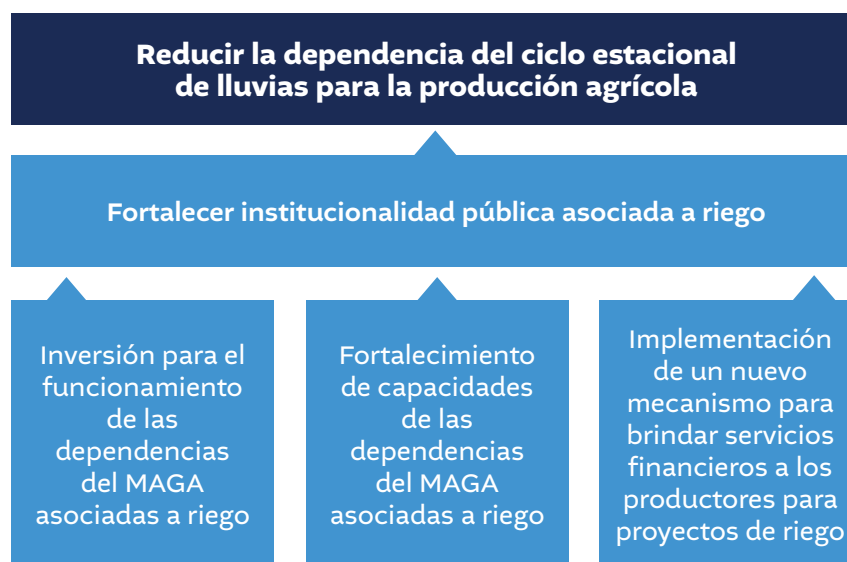 Reducir la dependencia del ciclo estacional
de lluvias para la producción agrícola
Fortalecer institucionalidad pública asociada a riego
Inversión para el
funcionamiento
de las
dependencias
del MAGA
asociadas a riego
Fortalecimiento
de capacidades
de las
dependencias
del MAGA
asociadas a riego
Implementación
de un nuevo
mecanismo para
brindar servicios
financieros a los
productores para
proyectos de riego